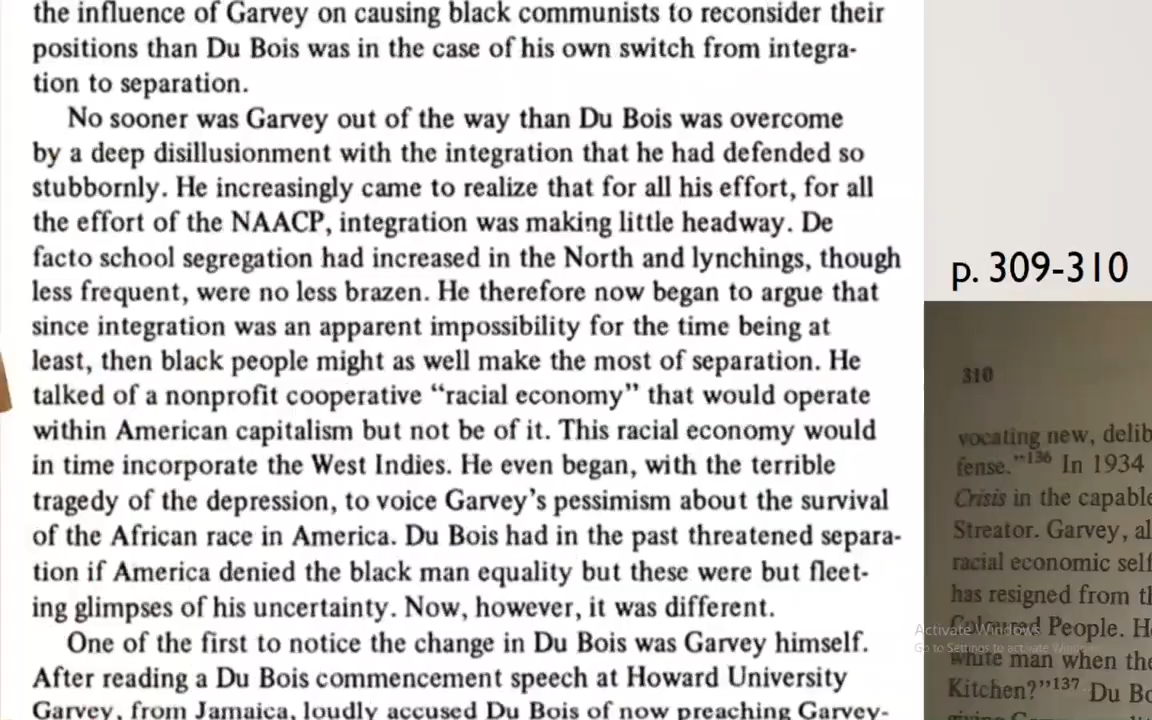 the influence of Garvey on causing black communists to reconsider their
positions than Du Bois was in the case of his own switch from integra-
tion to separation.
No sooner was Garvey out of the way than Du Bois was overcome
by a deep disillusionment with the integration that he had defended so
stubbornly. He increasingly came to realize that for all his effort, for all
the effort of the NAACP, integration was making little headway. De
facto school segregation had increased in the North and lynchings, though
less frequent, were no less brazen. He therefore now began to argue that
since integration was an apparent impossibility for the time being at
least, then black people might as well make the most of separation. He
talked of a nonprofit cooperative “racial economy” that would operate
within American capitalism but not be of it. This racial economy would
in time incorporate the West Indies. He even began, with the terrible
tragedy of the depression, to voice Garvey’s pessimism about the survival
of the African race in America. Du Bois had in the past threatened separa-
tion if America denied the black man equality but these were but fleet-
ing glimpses of his uncertainty. Now, however, it was different.
One of the first to notice the change in Du Bois was Garvey himself.
After reading a Du Bois commencement speech at Howard University
Garvey, from Jamaica, loudly accused Du Bois of now preaching Garvey-
p. 309-310
310
vocating new, delib
fense.”136 In 1934
Crisis in the capable
Streator. Garvey, al
racial economic self
has resigned from th
Coloured People. He
white man when the
Kitchen?”137 Du Bo
Activate Windows
Go to Settings to activate Windows.